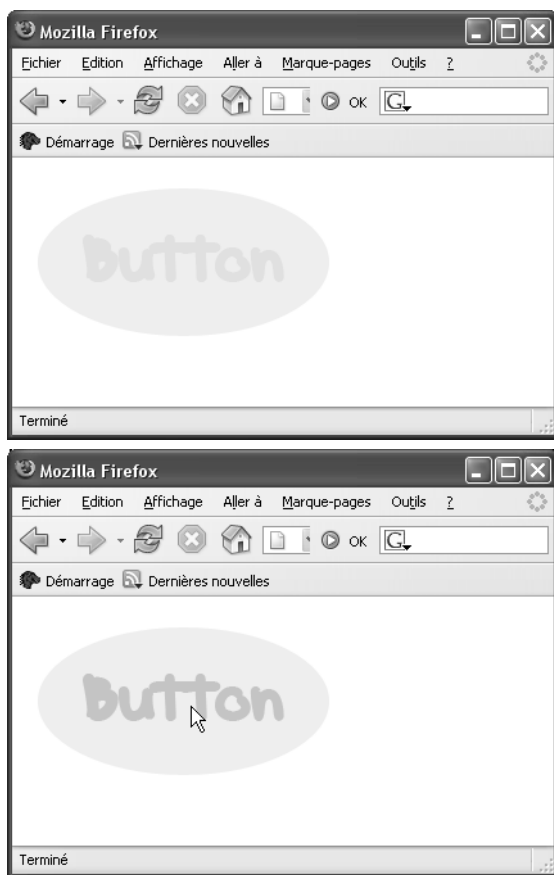 Mozilla Firefox
Fichier Edition Affichage Aller à Marque-pages Outils ?
OK G
Démarrage Dernières nouvelles
Button
Terminé
Mozilla Firefox
Fichier Edition Affichage Aller à Marque-pages Outils ?
OK G
Démarrage Dernières nouvelles
Button
Terminé